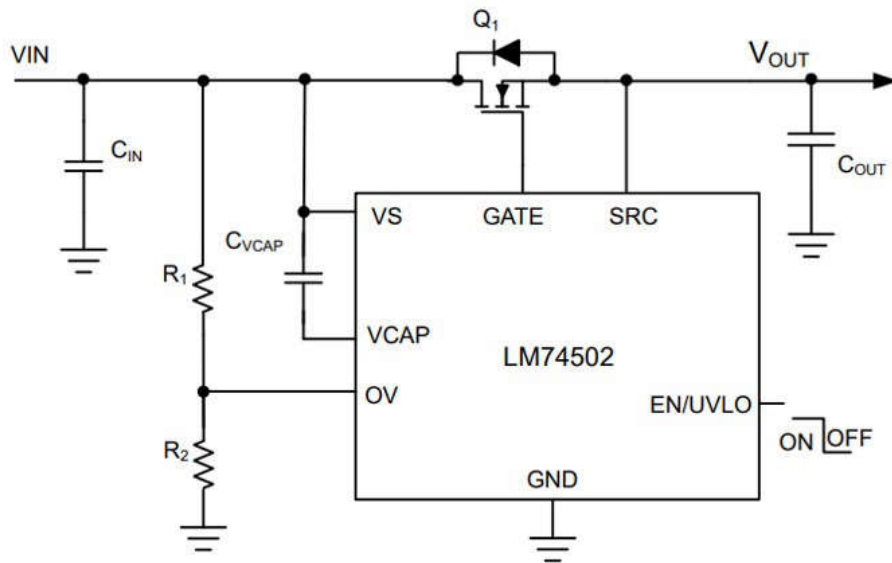 Q1
VIN
VOUT
CIN
COUT
VS
GATE
SRC
CVCAP
R1
VCAP
LM74502
OV
EN/UVLO
ON
OFF
R2
GND